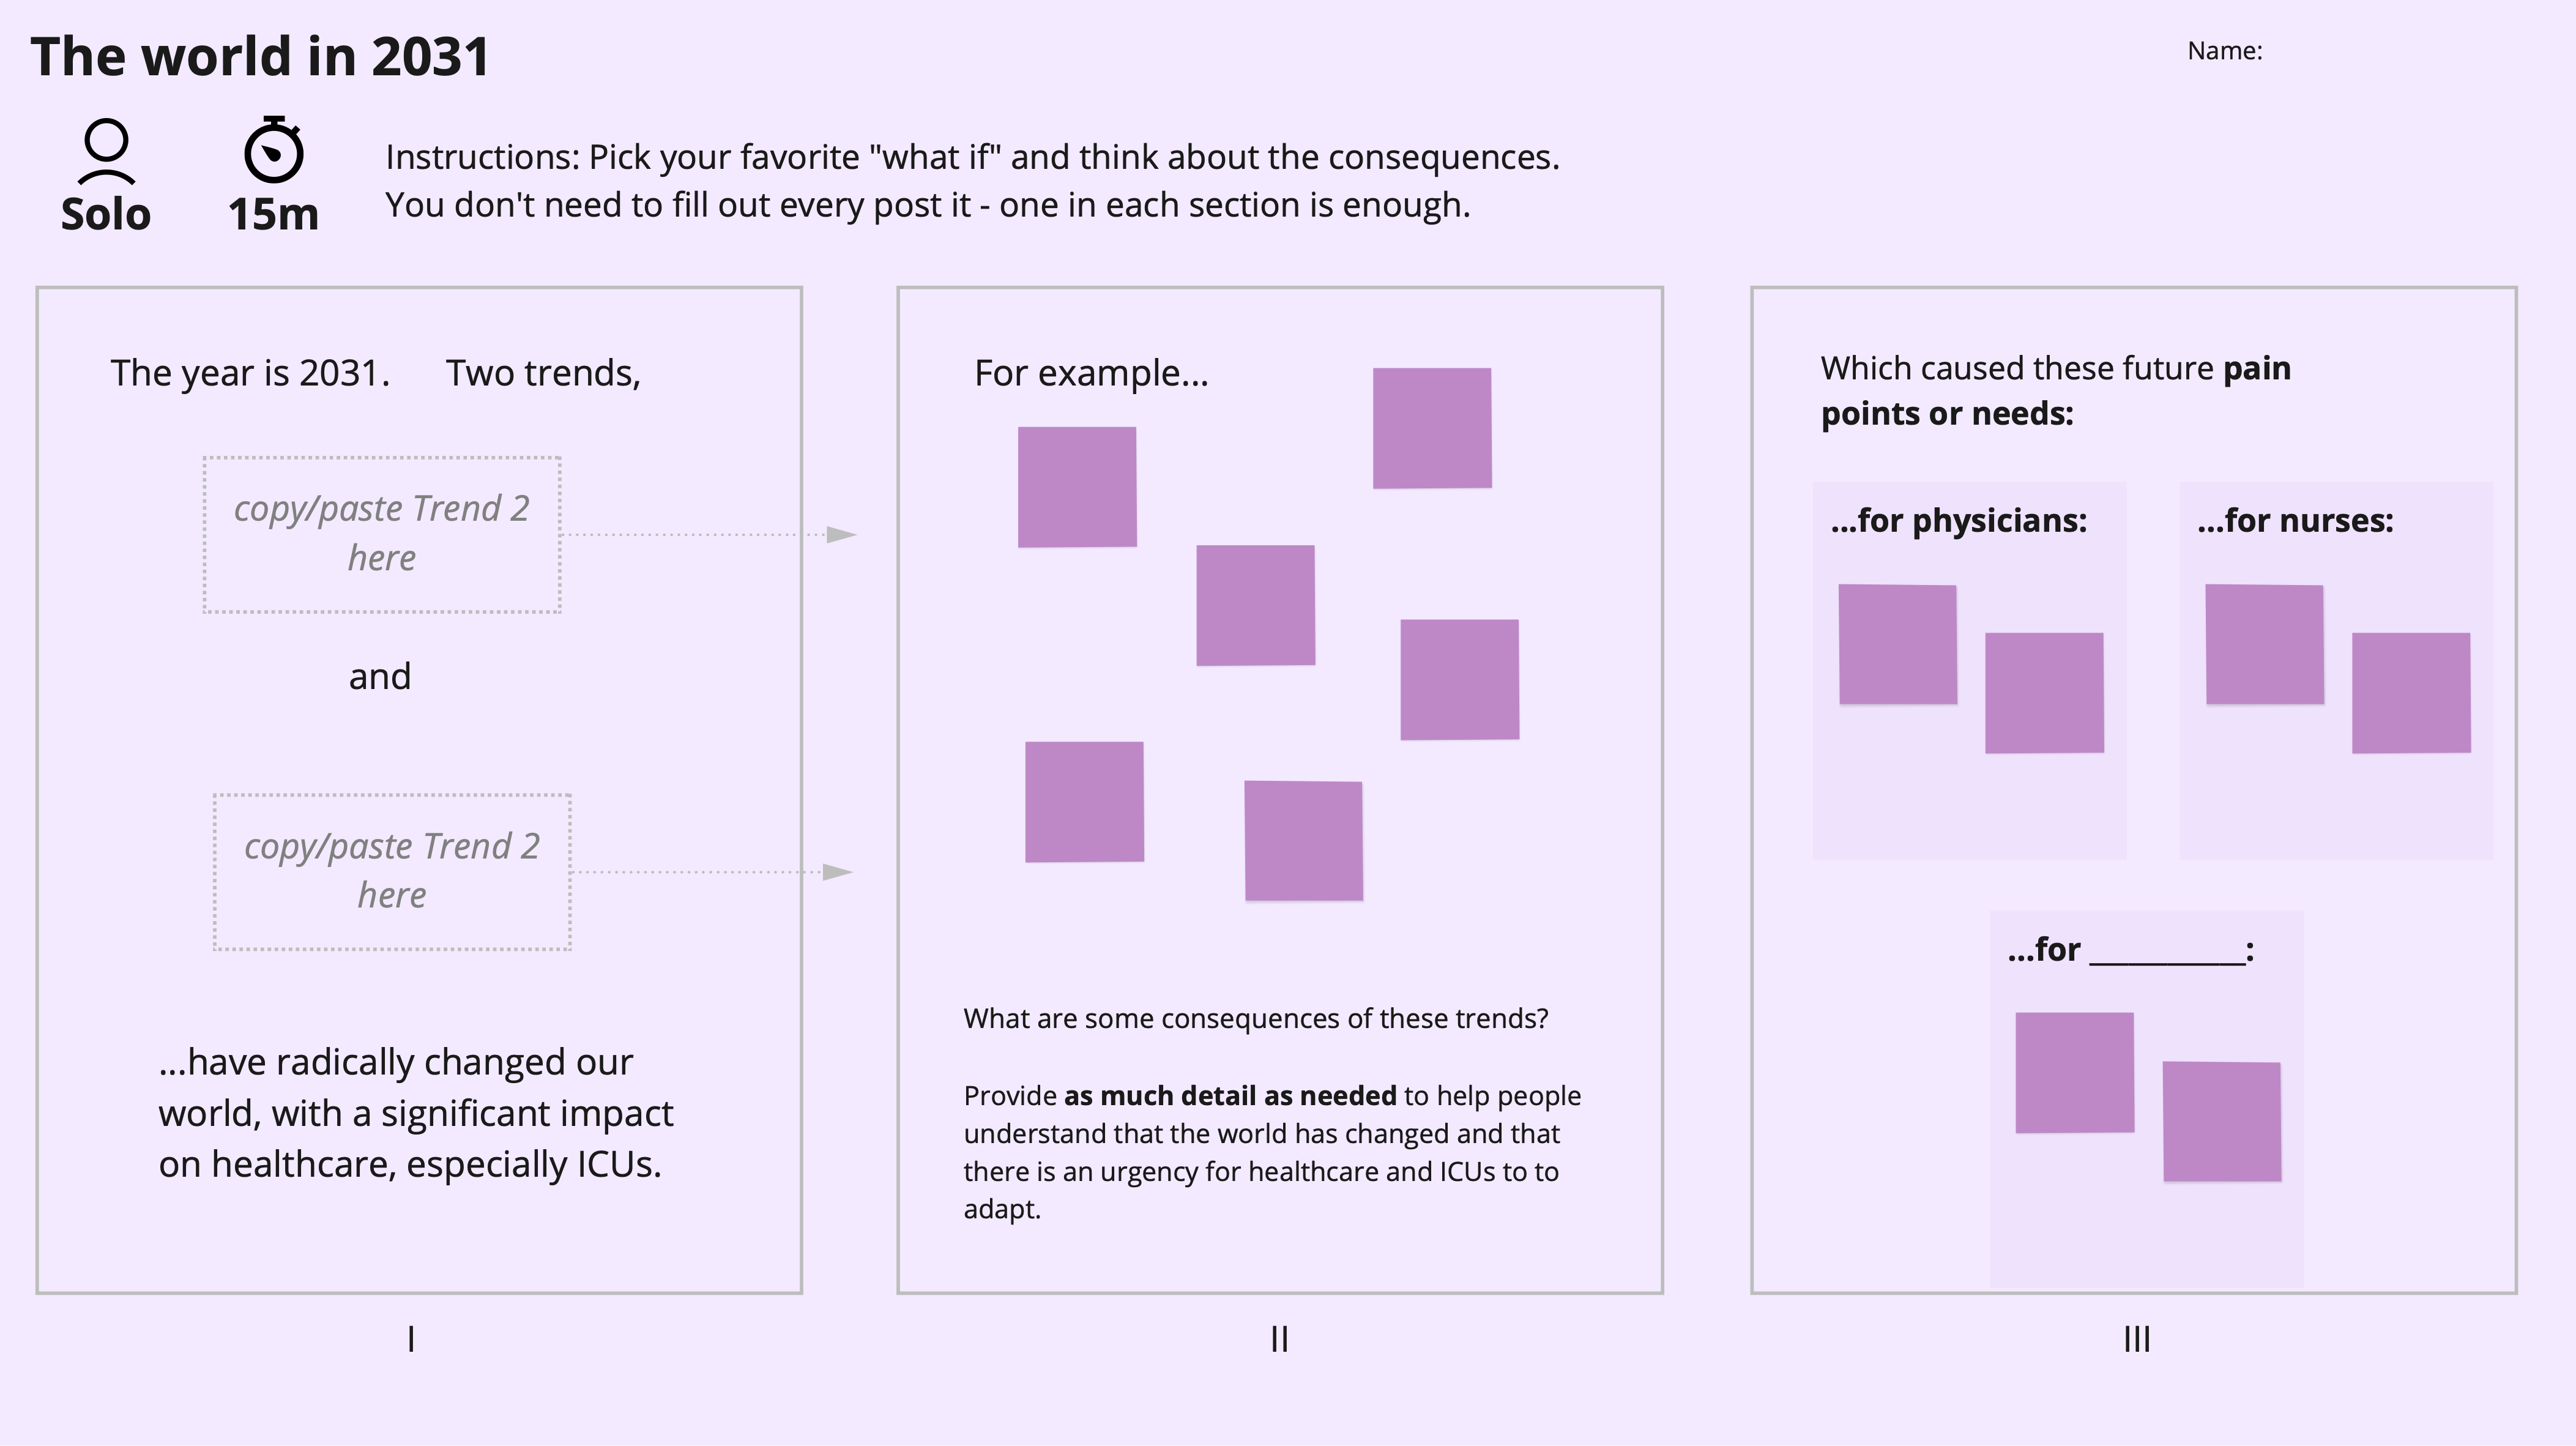 The world in 2031
Name:
Solo
15m
Instructions: Pick your favorite "what if" and think about the consequences.
You don't need to fill out every post it - one in each section is enough.
The year is 2031. Two trends,
copy/paste Trend 2
here
and
copy/paste Trend 2
here
...have radically changed our
world, with a significant impact
on healthcare, especially ICUs.
I
For example...
What are some consequences of these trends?
Provide as much detail as needed to help people
understand that the world has changed and that
there is an urgency for healthcare and ICUs to to
adapt.
II
Which caused these future pain
points or needs:
...for physicians:
...for nurses:
...for __________:
III